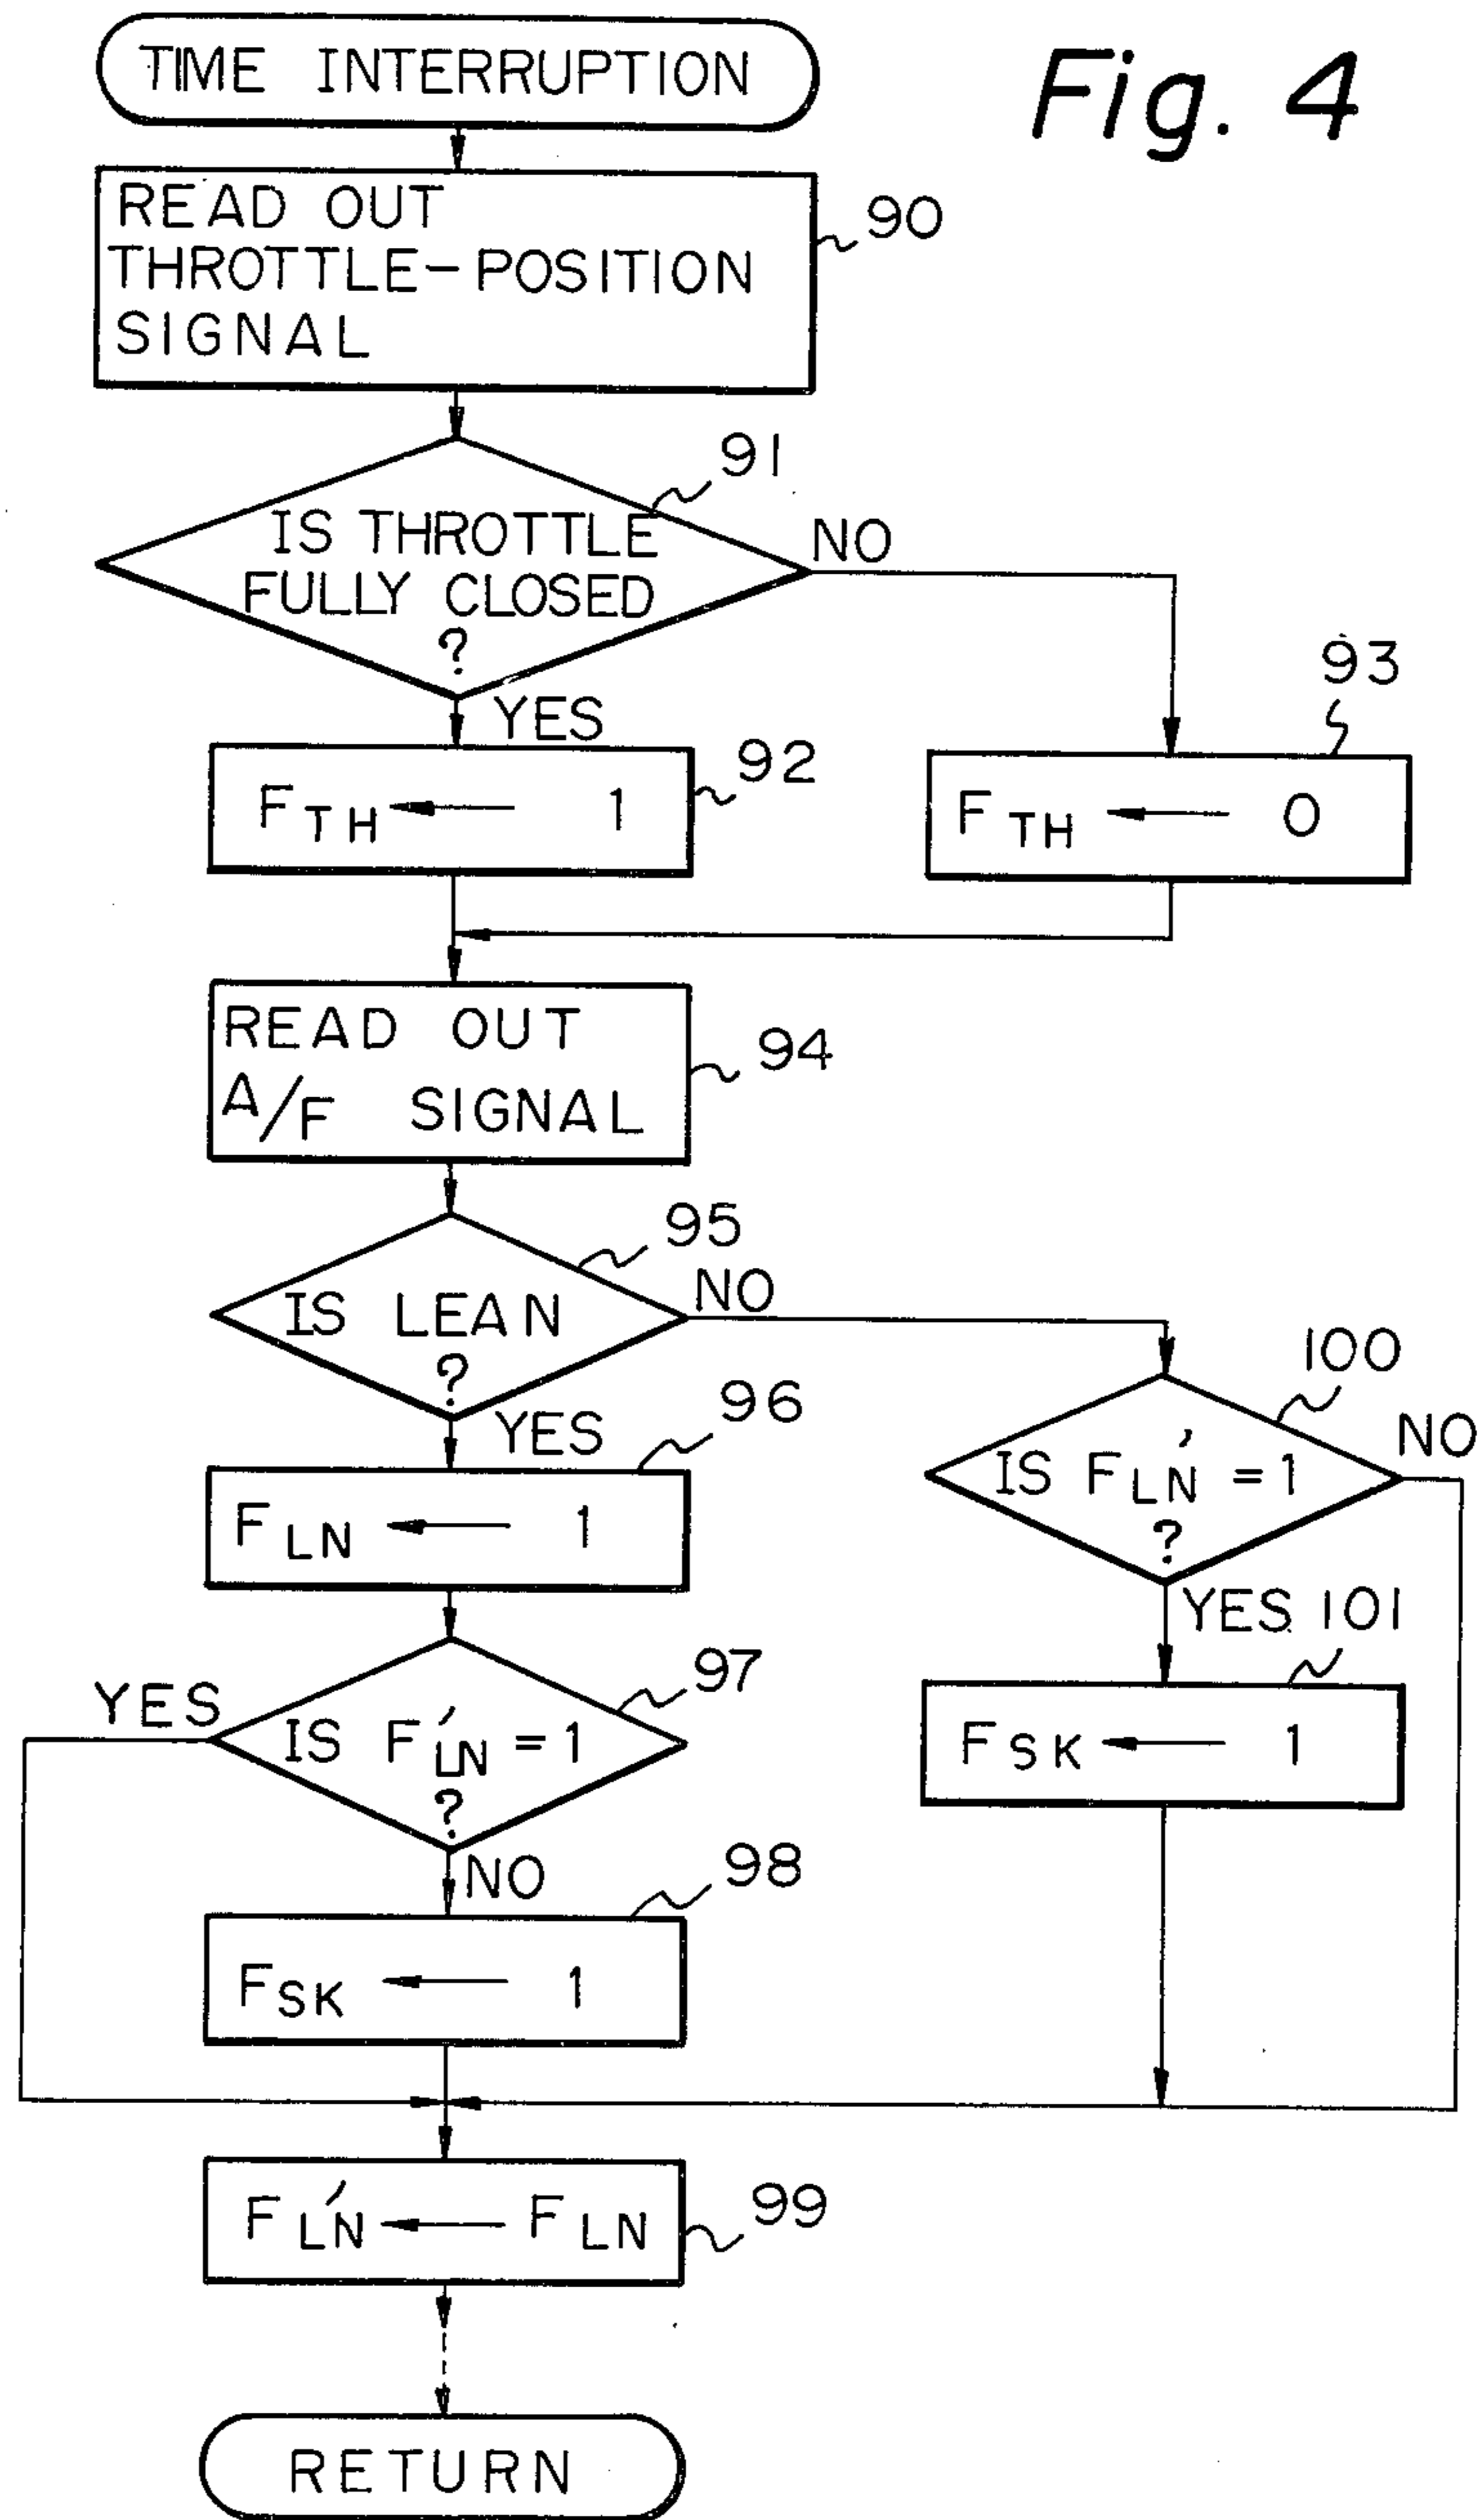 Fig. 4
TIME INTERRUPTION
READ OUT
THROTTLE-POSITION
SIGNAL
90
91
IS THROTTLE
FULLY CLOSED
?
NO
YES
93
92
F TH ← 1
F TH ← 0
READ OUT
A/F SIGNAL
94
95
IS LEAN
?
NO
YES
96
F LN ← 1
100
IS F LN' = 1
?
NO
YES
101
F SK ← 1
97
YES
IS F LN' = 1
?
NO
98
F SK ← 1
F LN' ← F LN
99
RETURN